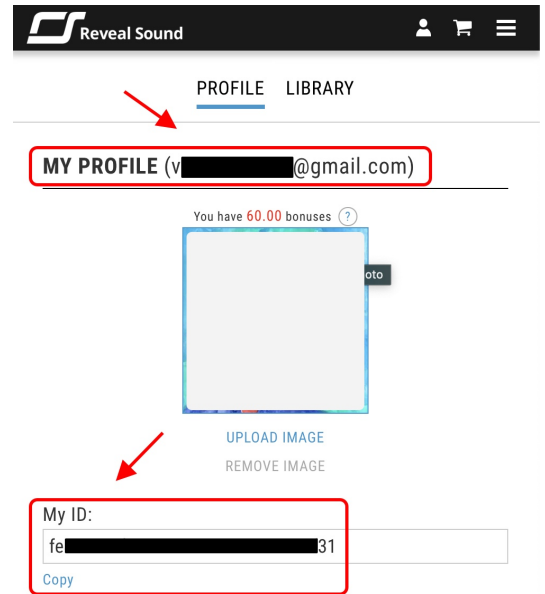 Reveal Sound
PROFILE LIBRARY
MY PROFILE (v @gmail.com)
You have 60.00 bonuses ?
oto
UPLOAD IMAGE
REMOVE IMAGE
My ID:
fe 31
Copy